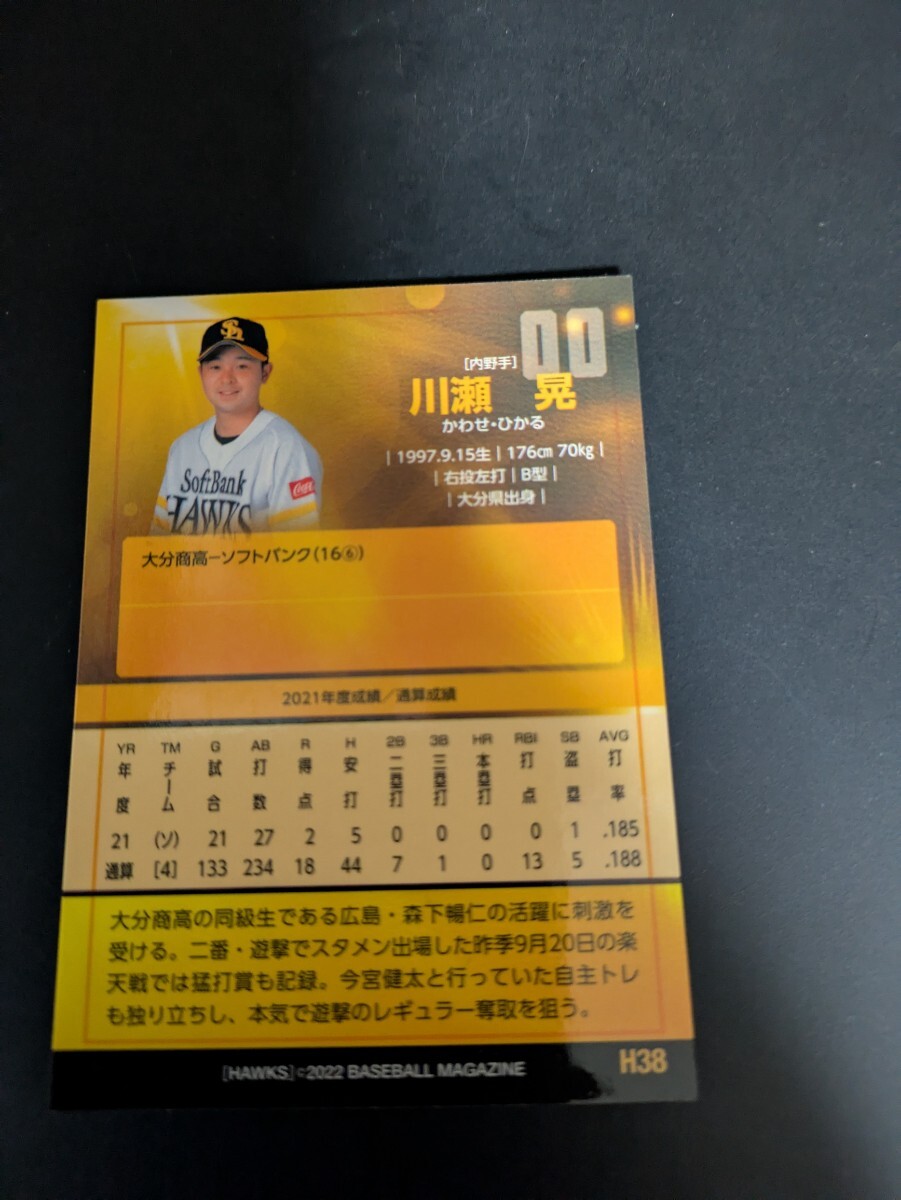 00
[内野手]
川瀬 晃
かわせ・ひかる
| 1997.9.15生 | 176㎝ 70㎏ |
| 右投左打 | B型 |
| 大分県出身 |
SH
SoftBank
HAWKS
Coca
大分商高ーソフトバンク(16⑥)
2021年度成績／通算成績
YR TM G AB R H 2B 3B HR RBI SB AVG
年度 チーム 試合 打数 得点 安打 二塁打 三塁打 本塁打 打点 盗塁 打率
21 (ソ) 21 27 2 5 0 0 0 0 1 .185
通算 [4] 133 234 18 44 7 1 0 13 5 .188
大分商高の同級生である広島・森下暢仁の活躍に刺激を
受ける。二番・遊撃でスタメン出場した昨季9月20日の楽
天戦では猛打賞も記録。今宮健太と行っていた自主トレ
も独り立ちし、本気で遊撃のレギュラー奪取を狙う。
[HAWKS]©2022 BASEBALL MAGAZINE
H38